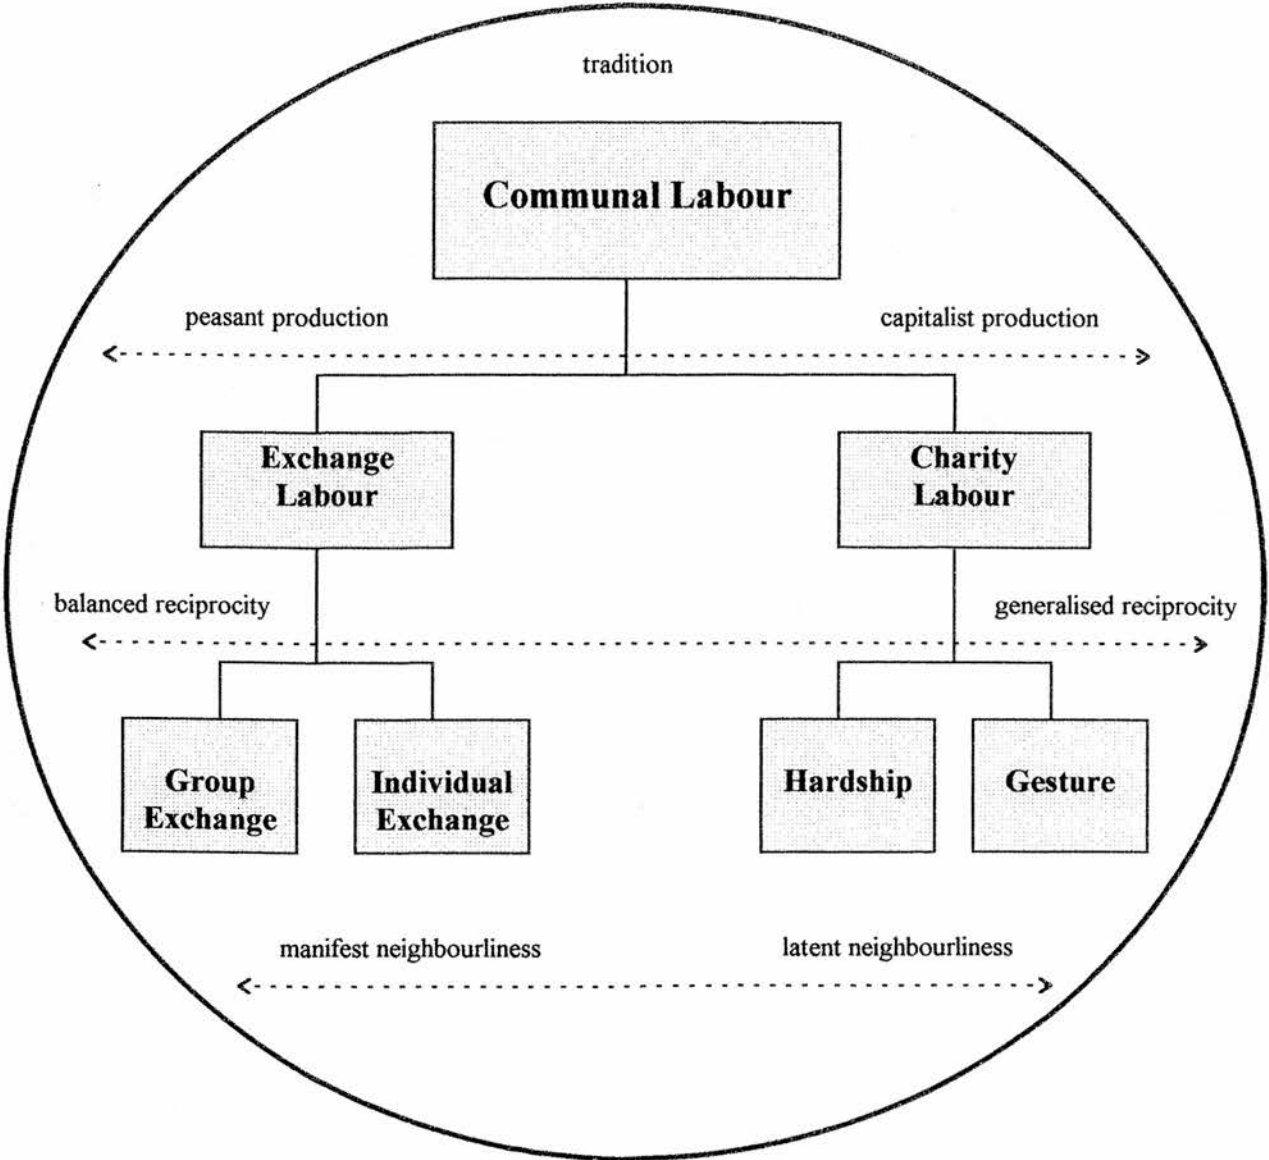 tradition
Communal Labour
peasant production
capitalist production
Exchange
Labour
Charity
Labour
balanced reciprocity
generalised reciprocity
Group
Exchange
Individual
Exchange
Hardship
Gesture
manifest neighbourliness
latent neighbourliness